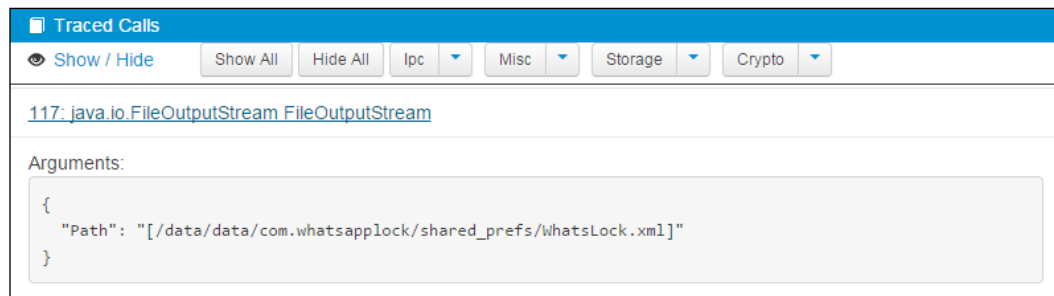 Traced Calls
Show / Hide Show All Hide All Ipc Misc Storage Crypto
117: java.io.FileOutputStream FileOutputStream
Arguments:
{
"Path": "[/data/data/com.whatsapplock/shared_prefs/WhatsLock.xml]"
}